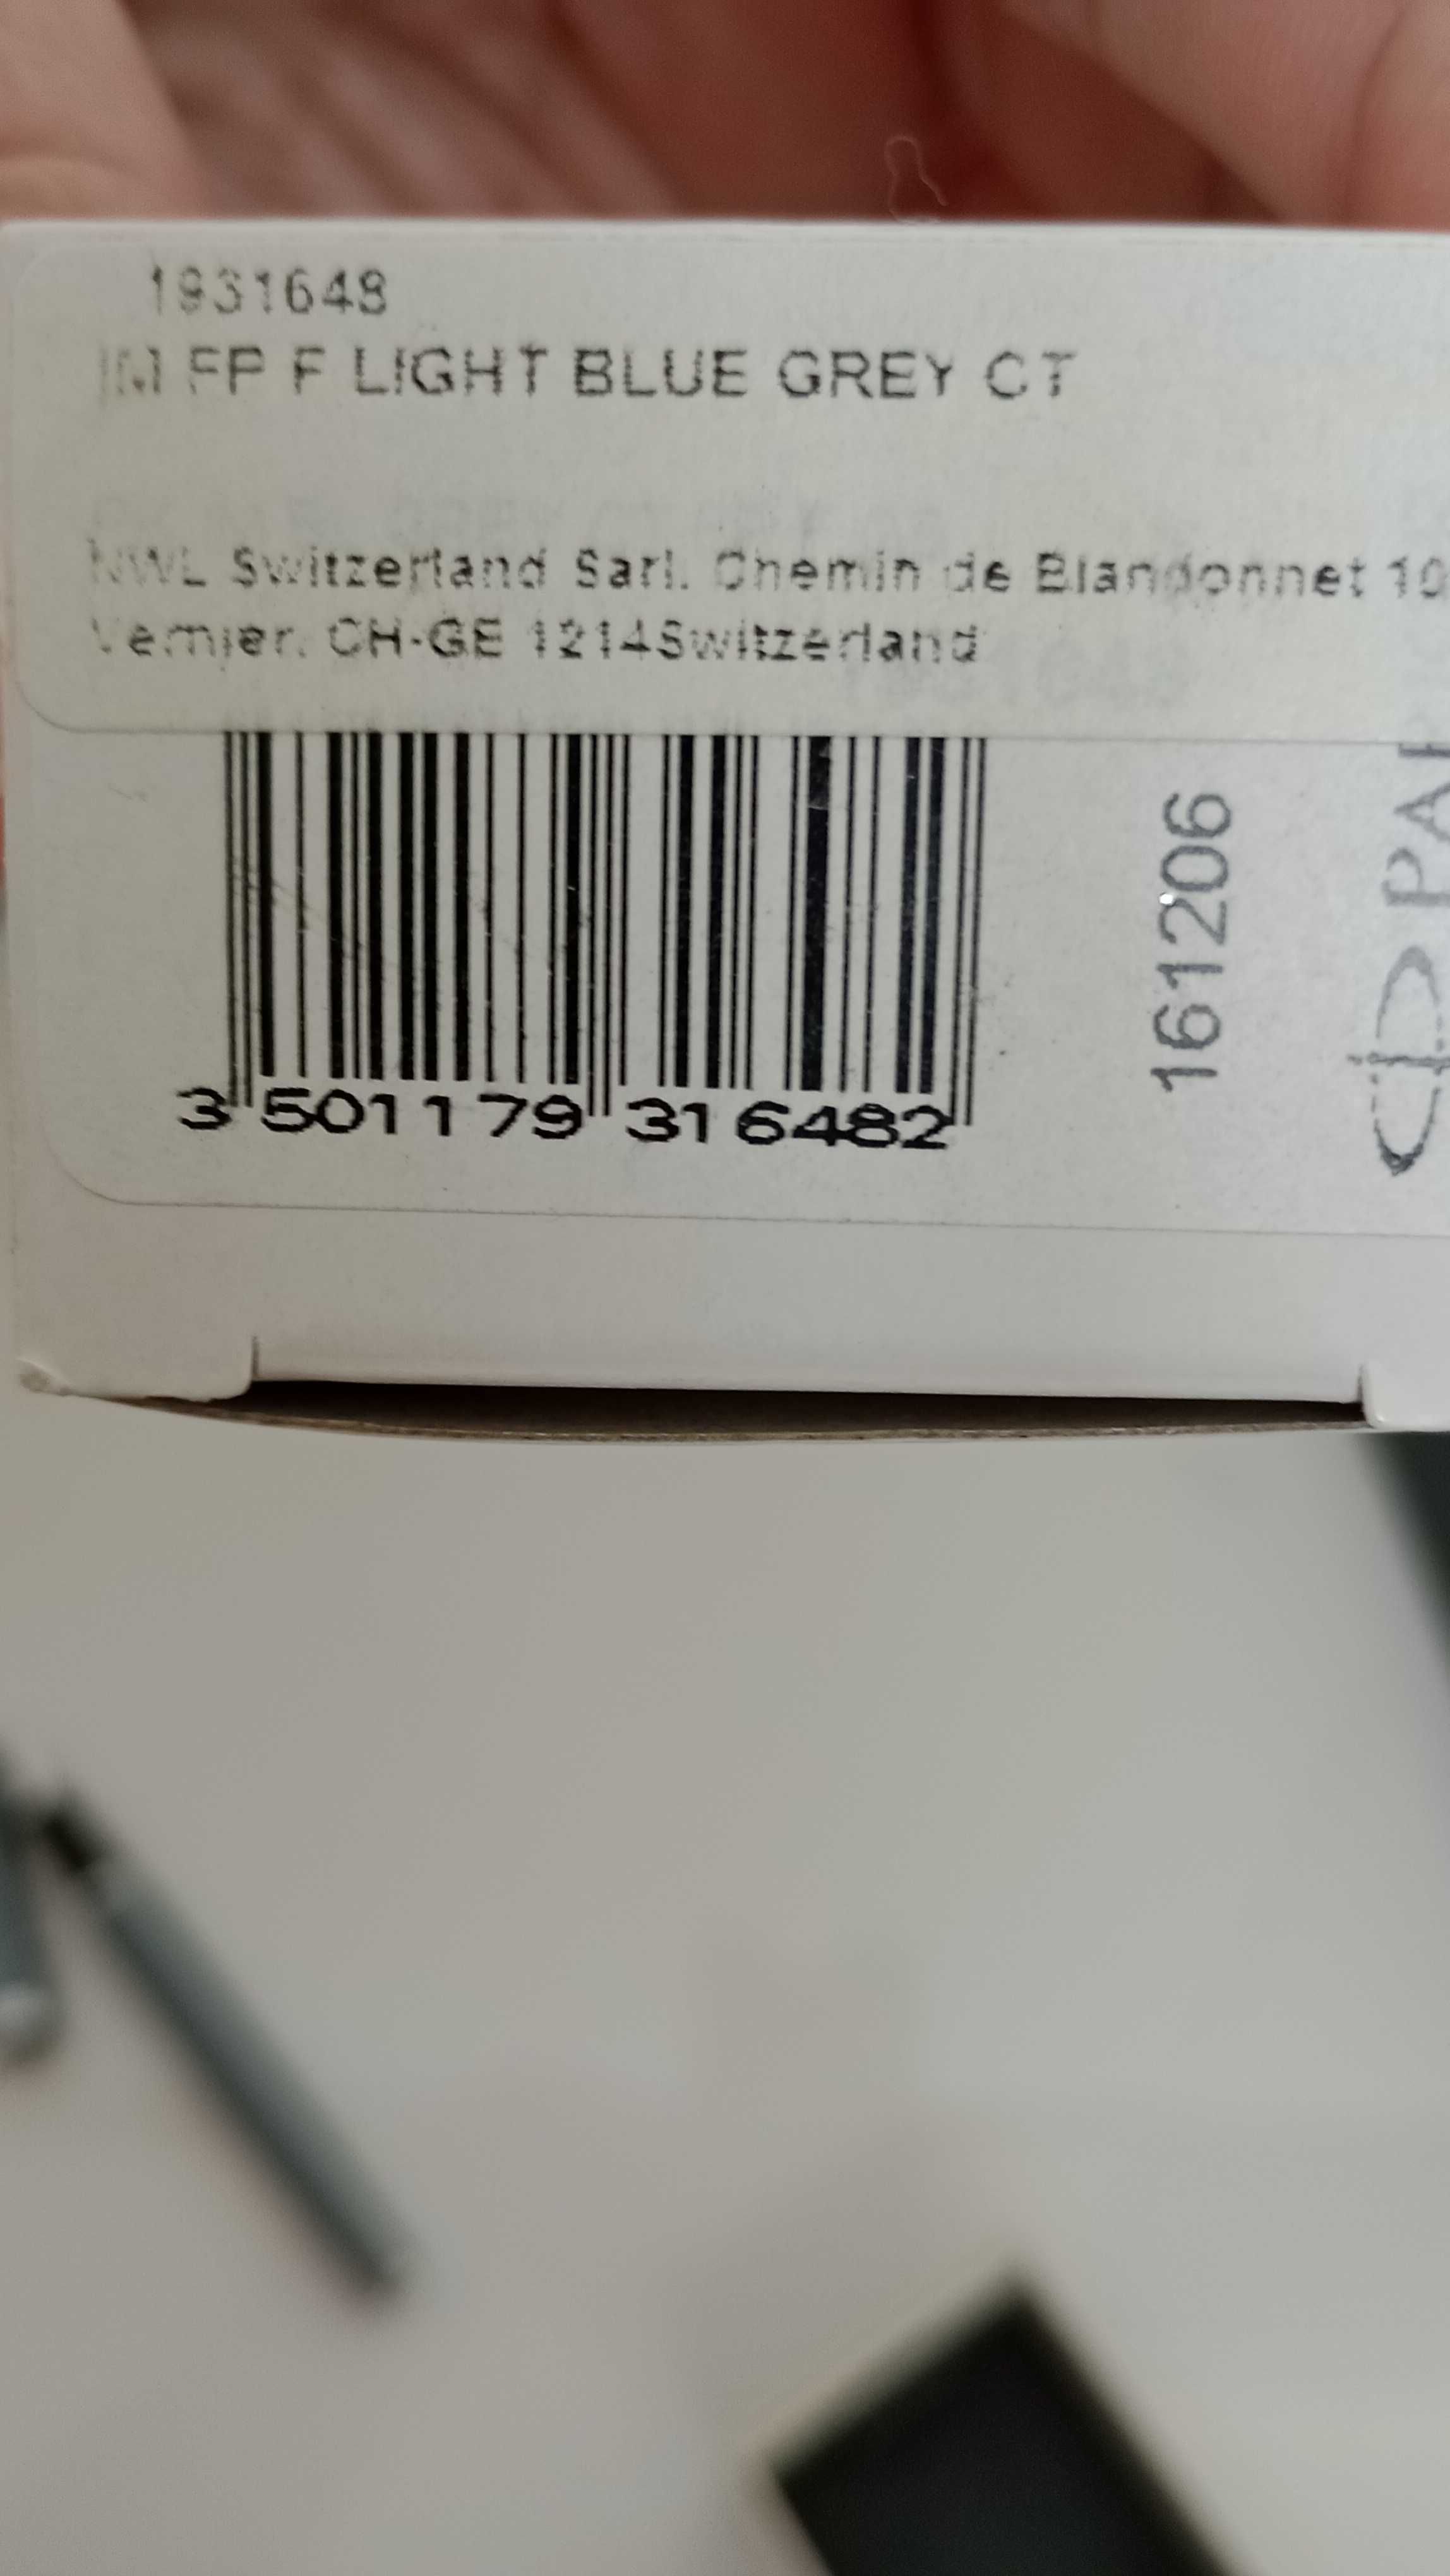 1931648
IM FP F LIGHT BLUE GREY CT
NWL Switzerland Sarl. Chemin de Blandonnet 10
Vernier. CH-GE 1214Switzerland
3 501179 316482
161206